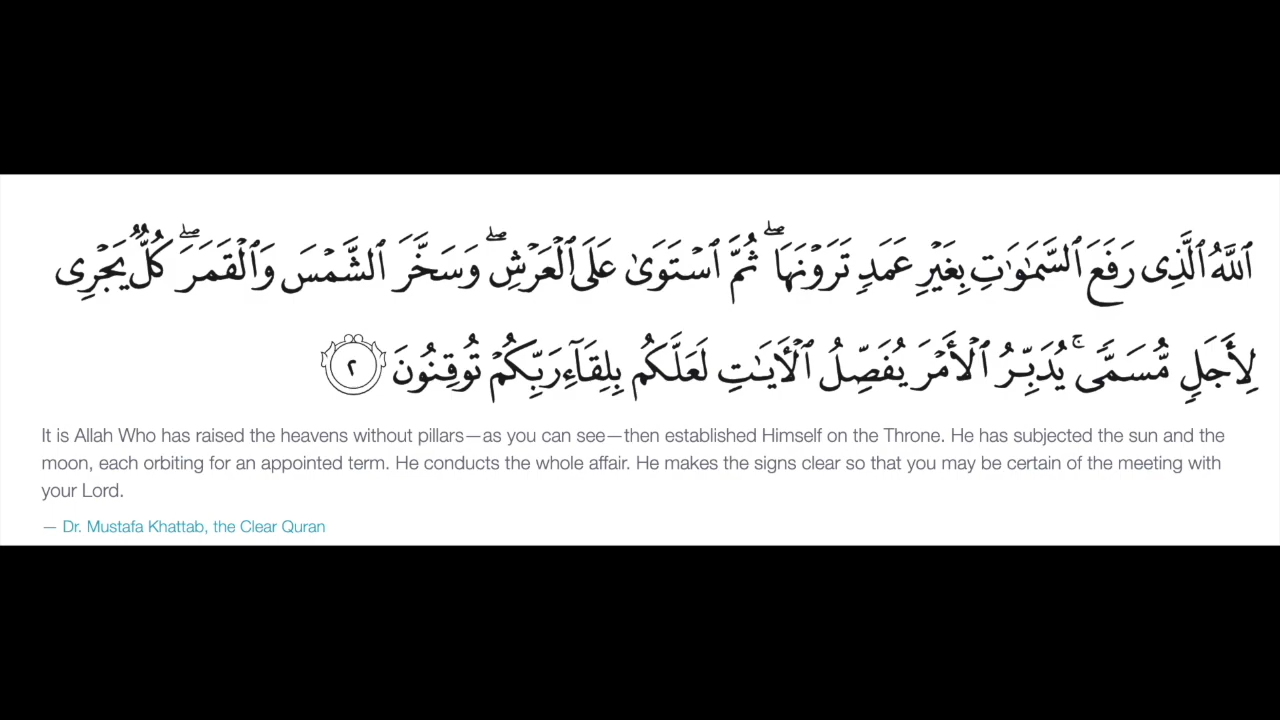 ٱللَّهُ ٱلَّذِى رَفَعَ ٱلسَّمَـٰوَٰتِ بِغَيْرِ عَمَدٍۢ تَرَوْنَهَا ۖ ثُمَّ ٱسْتَوَىٰ عَلَى ٱلْعَرْشِ ۖ وَسَخَّرَ ٱلشَّمْسَ وَٱلْقَمَرَ ۖ كُلٌّۭ يَجْرِى
لِأَجَلٍۢ مُّسَمًّۭى ۚ يُدَبِّرُ ٱلْأَمْرَ يُفَصِّلُ ٱلْـَٔايَـٰتِ لَعَلَّكُم بِلِقَآءِ رَبِّكُمْ تُوقِنُونَ ٢
It is Allah Who has raised the heavens without pillars—as you can see—then established Himself on the Throne. He has subjected the sun and the
moon, each orbiting for an appointed term. He conducts the whole affair. He makes the signs clear so that you may be certain of the meeting with
your Lord.
— Dr. Mustafa Khattab, the Clear Quran